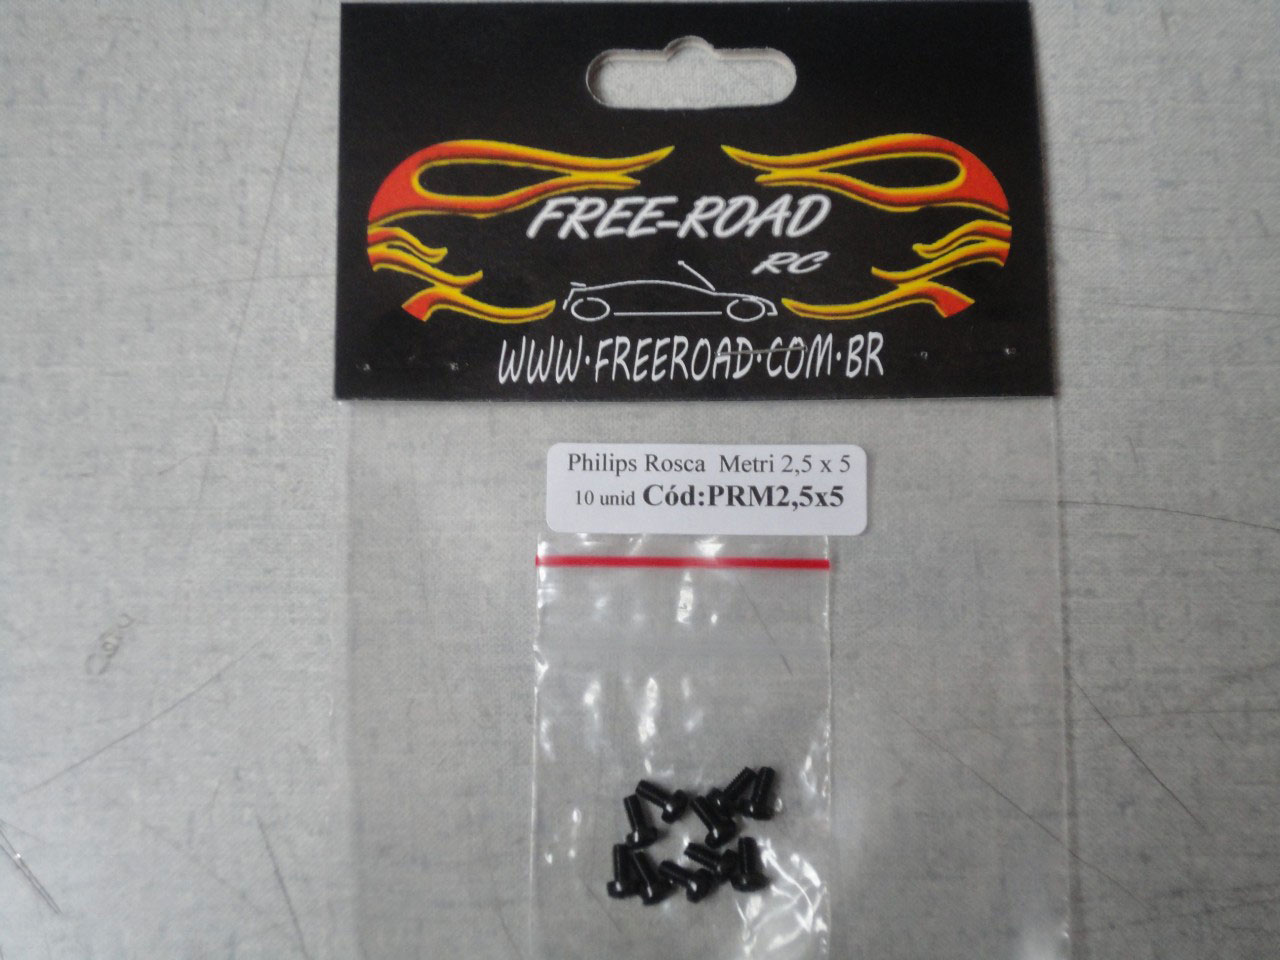 FREE-ROAD
RC
WWW·FREEROAD·COM·BR
Philips Rosca Metri 2,5 x 5
10 unid Cód:PRM2,5x5